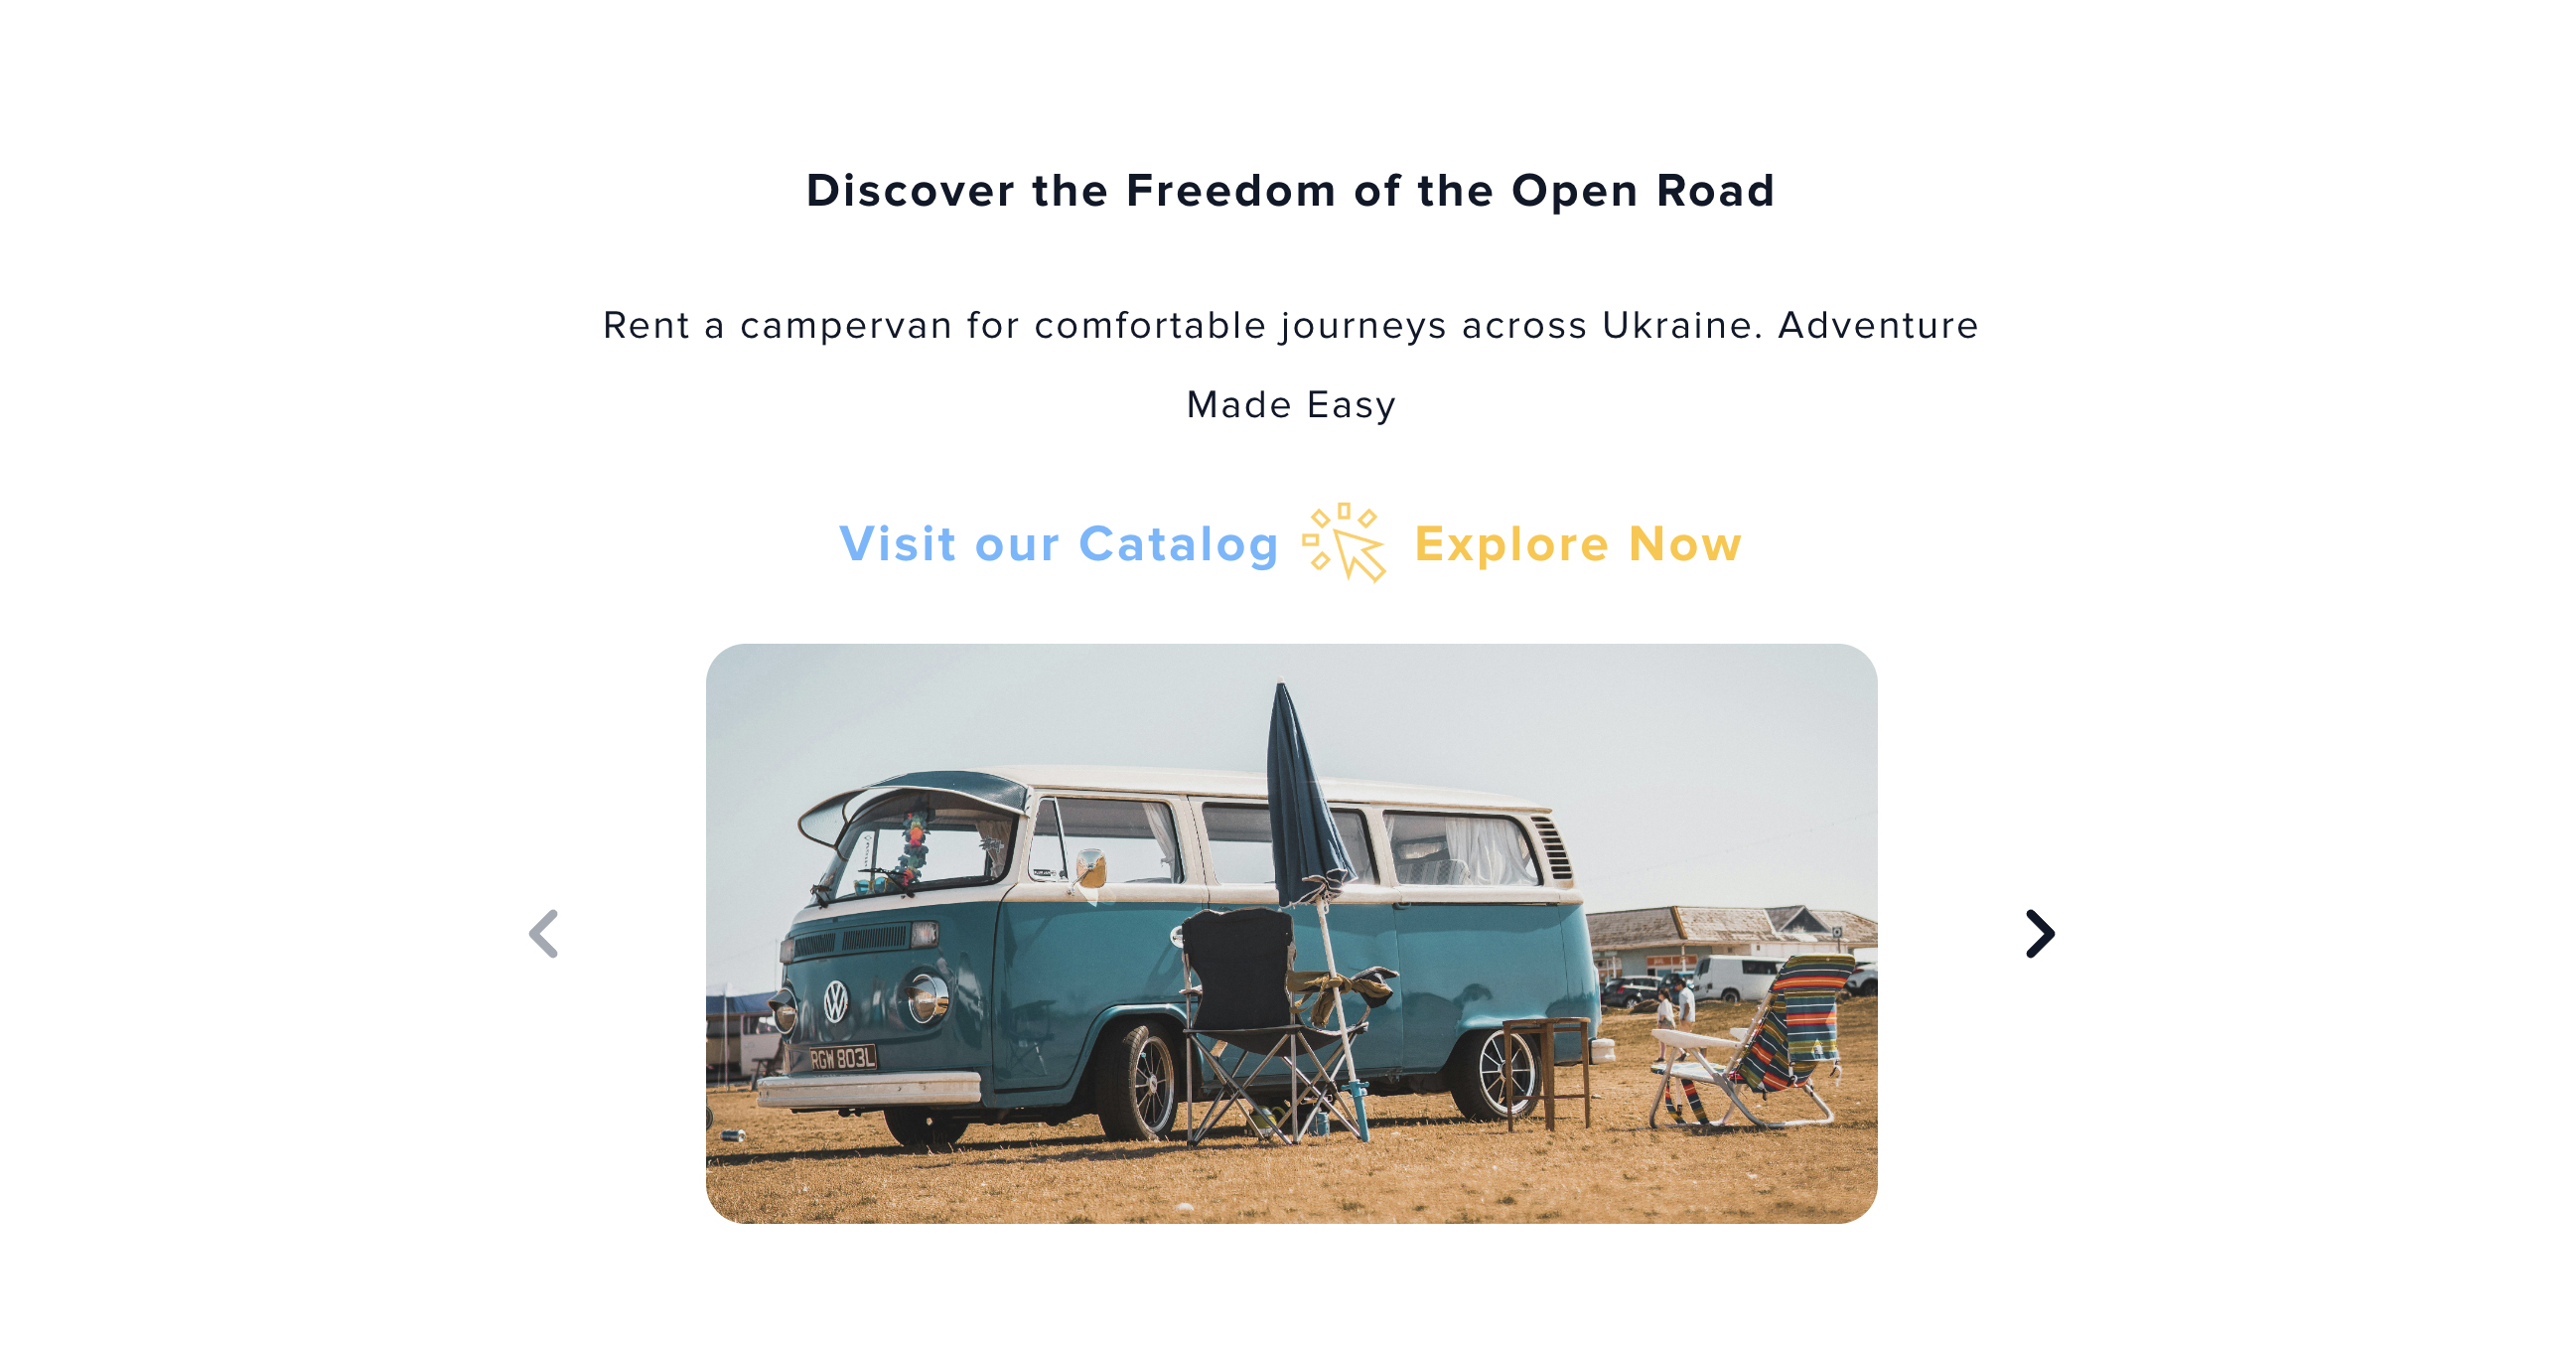 Discover the Freedom of the Open Road
Rent a campervan for comfortable journeys across Ukraine. Adventure
Made Easy
Visit our Catalog Explore Now
RGW 803L